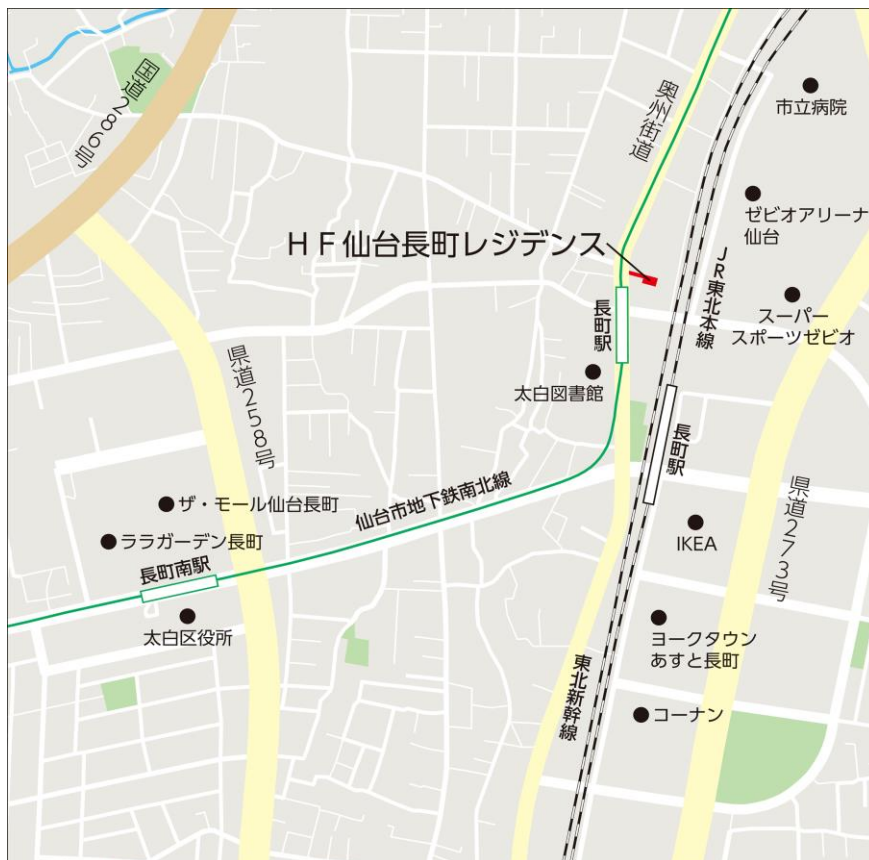 国道286号
奥州街道
市立病院
ゼビオアリーナ
仙台
HF仙台長町レジデンス
JR東北本線
スーパー
スポーツゼビオ
長町駅
県道258号
太白図書館
長町駅
ザ・モール仙台長町
仙台市地下鉄南北線
県道273号
ララガーデン長町
IKEA
長町南駅
太白区役所
ヨークタウン
あすと長町
東北新幹線
コーナン